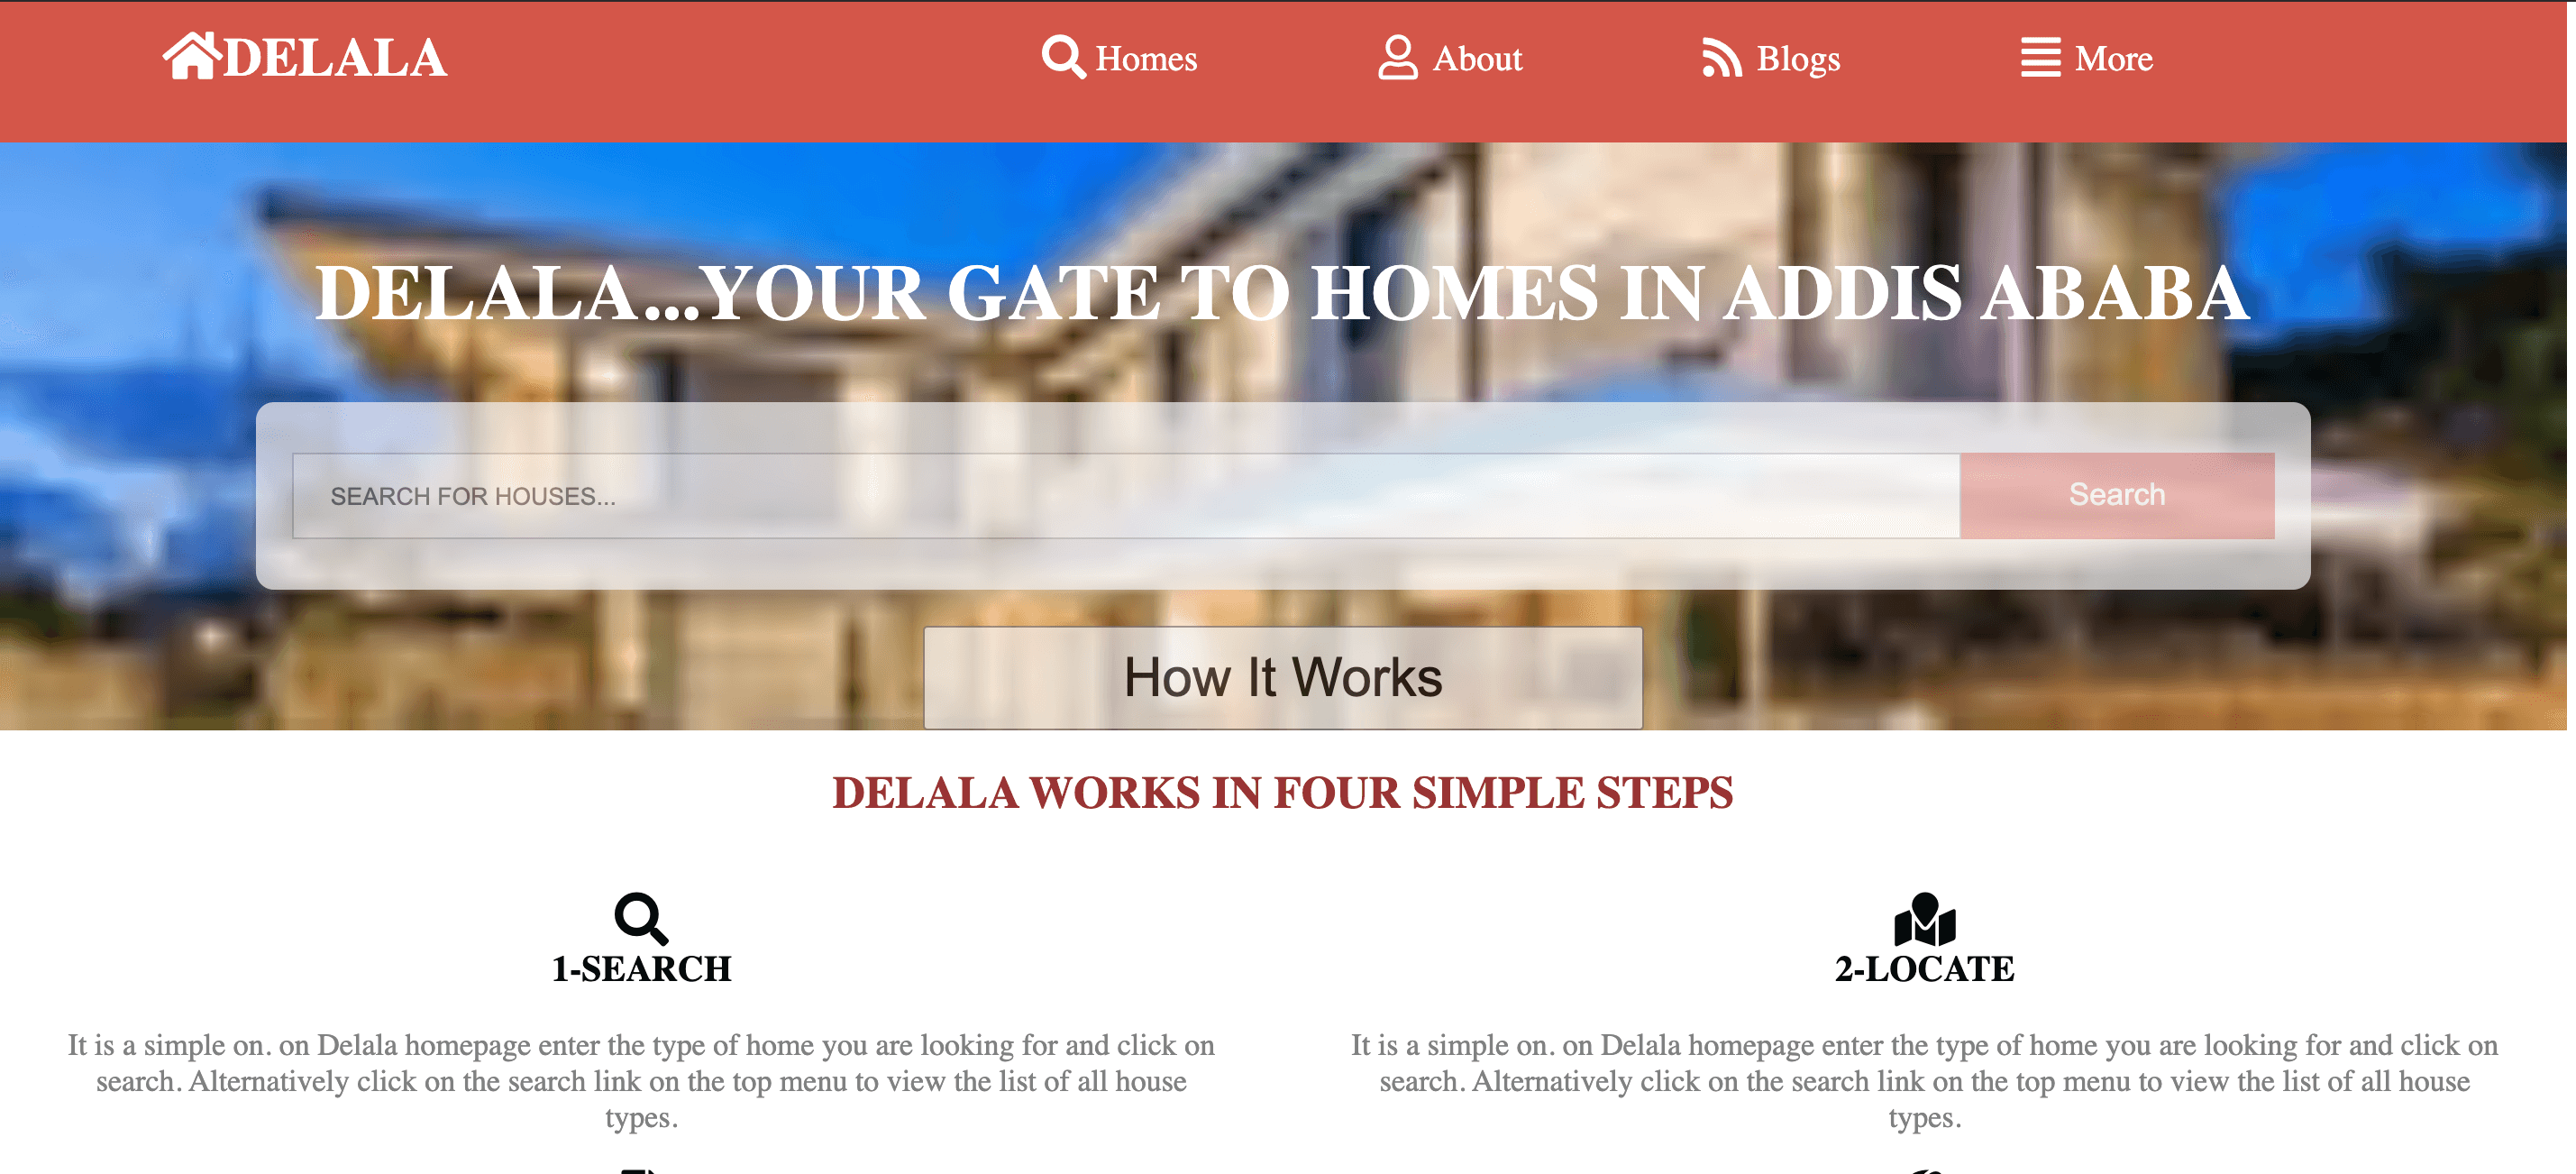 DELALA
Homes
About
Blogs
More
DELALA...YOUR GATE TO HOMES IN ADDIS ABABA
SEARCH FOR HOUSES...
Search
How It Works
DELALA WORKS IN FOUR SIMPLE STEPS
1-SEARCH
It is a simple on. on Delala homepage enter the type of home you are looking for and click on
search. Alternatively click on the search link on the top menu to view the list of all house
types.
2-LOCATE
It is a simple on. on Delala homepage enter the type of home you are looking for and click on
search. Alternatively click on the search link on the top menu to view the list of all house
types.